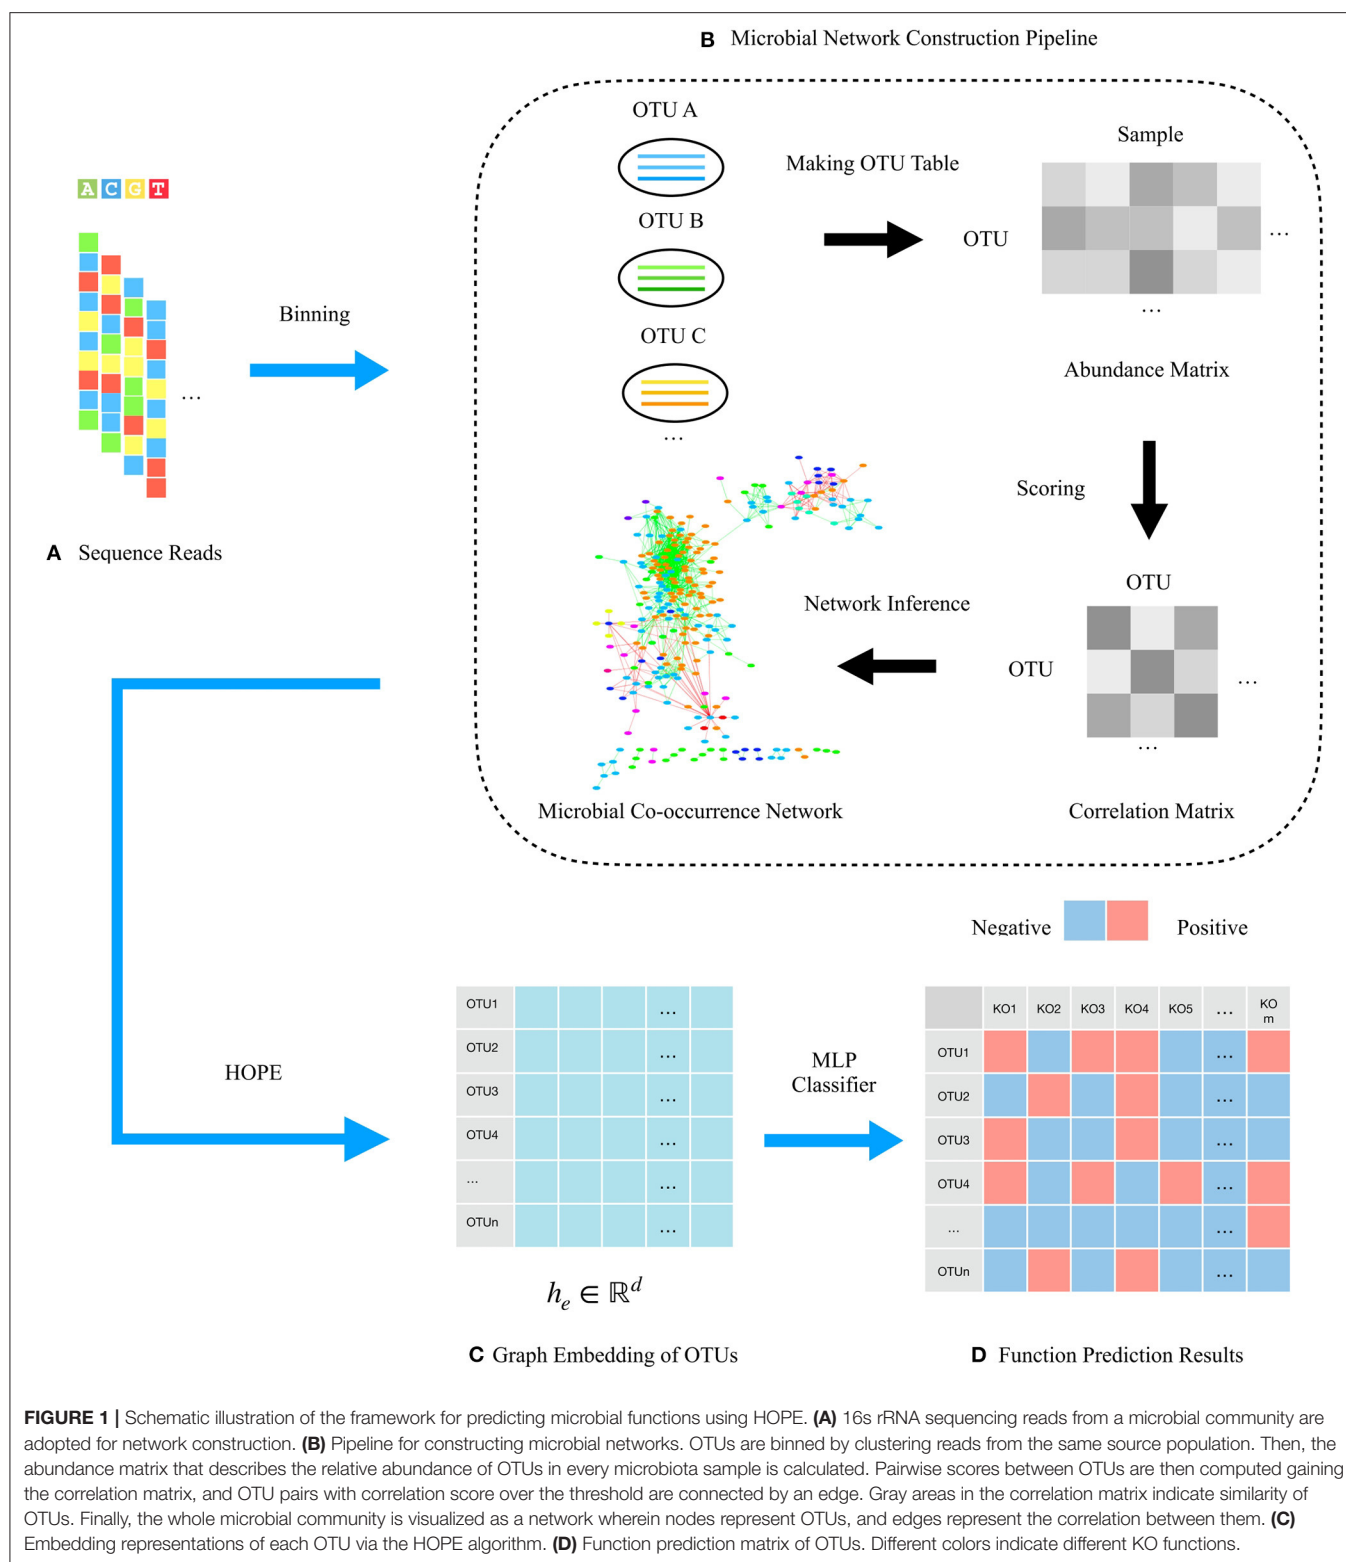 B Microbial Network Construction Pipeline
OTU A
Making OTU Table
Sample
A C G T
OTU B
OTU
...
...
Binning
OTU C
Abundance Matrix
...
...
Scoring
A Sequence Reads
OTU
Network Inference
OTU
...
...
Microbial Co-occurrence Network
Correlation Matrix
Negative
Positive
HOPE
OTU1 ...
OTU2 ...
OTU3 ...
OTU4 ...
... ...
OTUn ...
hₑ ∈ ℝᵈ
MLP
Classifier
KO1 KO2 KO3 KO4 KO5 ... KO
m
OTU1 ...
OTU2 ...
OTU3 ...
OTU4 ...
... ...
OTUn ...
C Graph Embedding of OTUs
D Function Prediction Results
FIGURE 1 | Schematic illustration of the framework for predicting microbial functions using HOPE. (A) 16s rRNA sequencing reads from a microbial community are
adopted for network construction. (B) Pipeline for constructing microbial networks. OTUs are binned by clustering reads from the same source population. Then, the
abundance matrix that describes the relative abundance of OTUs in every microbiota sample is calculated. Pairwise scores between OTUs are then computed gaining
the correlation matrix, and OTU pairs with correlation score over the threshold are connected by an edge. Gray areas in the correlation matrix indicate similarity of
OTUs. Finally, the whole microbial community is visualized as a network wherein nodes represent OTUs, and edges represent the correlation between them. (C)
Embedding representations of each OTU via the HOPE algorithm. (D) Function prediction matrix of OTUs. Different colors indicate different KO functions.